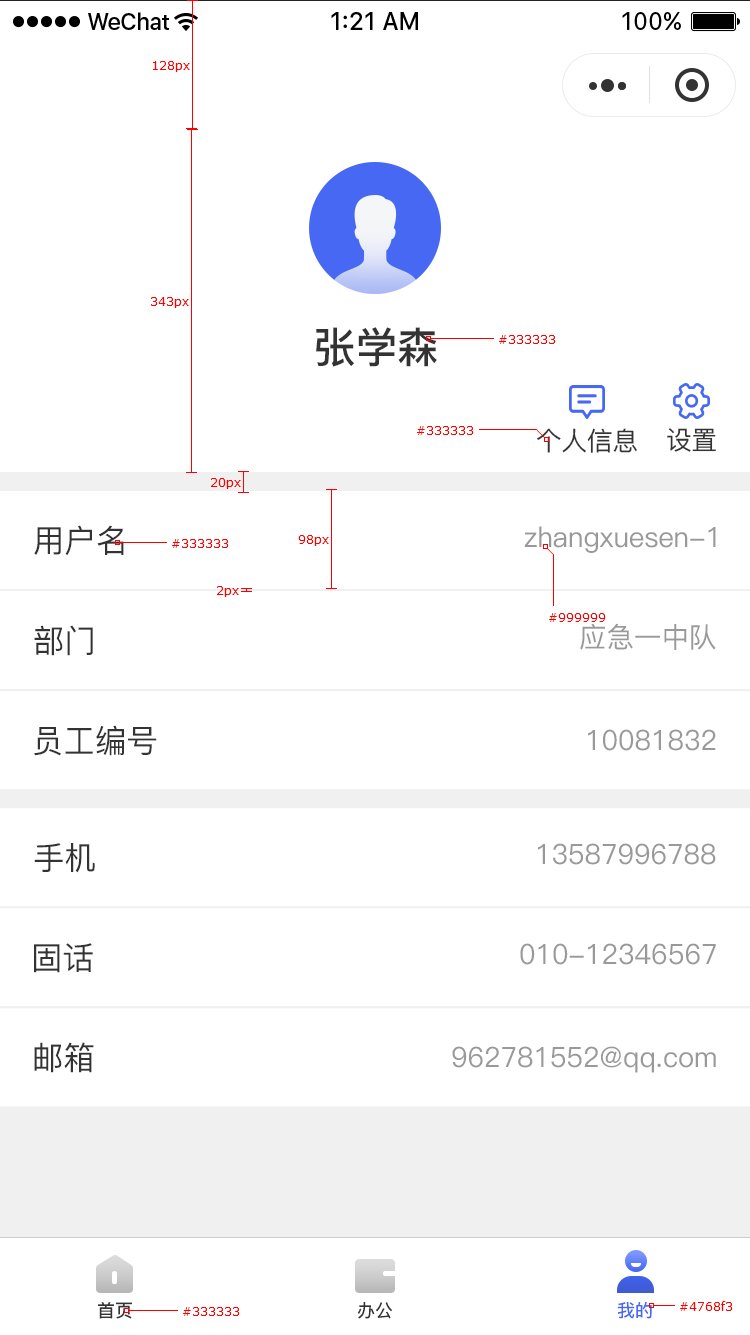 ●●●●● WeChat 1:21 AM 100%
128px
343px
张学森 #333333
#333333 个人信息 设置
20px
用户名 #333333 98px zhangxuesen-1
2px
#999999
部门 应急一中队
员工编号 10081832
手机 13587996788
固话 010-12346567
邮箱 962781552@qq.com
首页 #333333 办公 我的 #4768f3